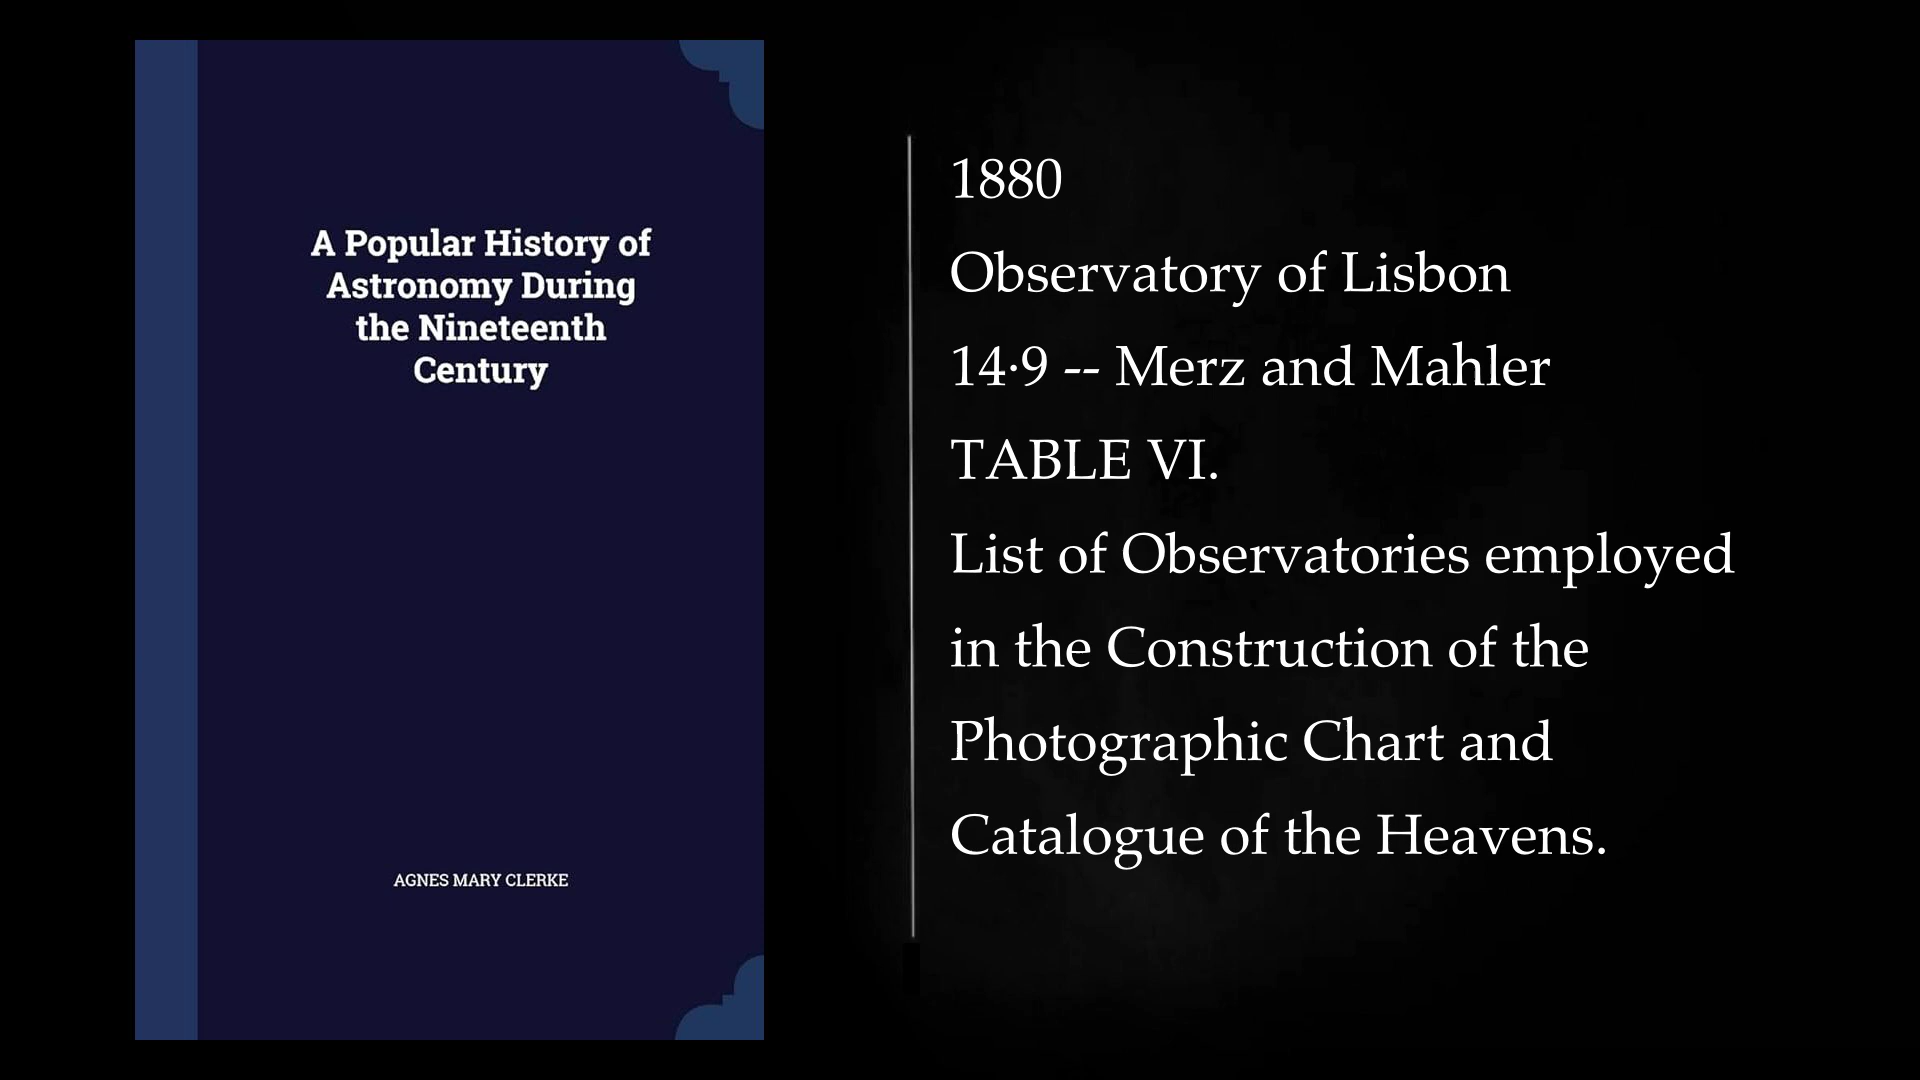 A Popular History of
Astronomy During
the Nineteenth
Century
AGNES MARY CLERKE
1880
Observatory of Lisbon
14·9 -- Merz and Mahler
TABLE VI.
List of Observatories employed
in the Construction of the
Photographic Chart and
Catalogue of the Heavens.